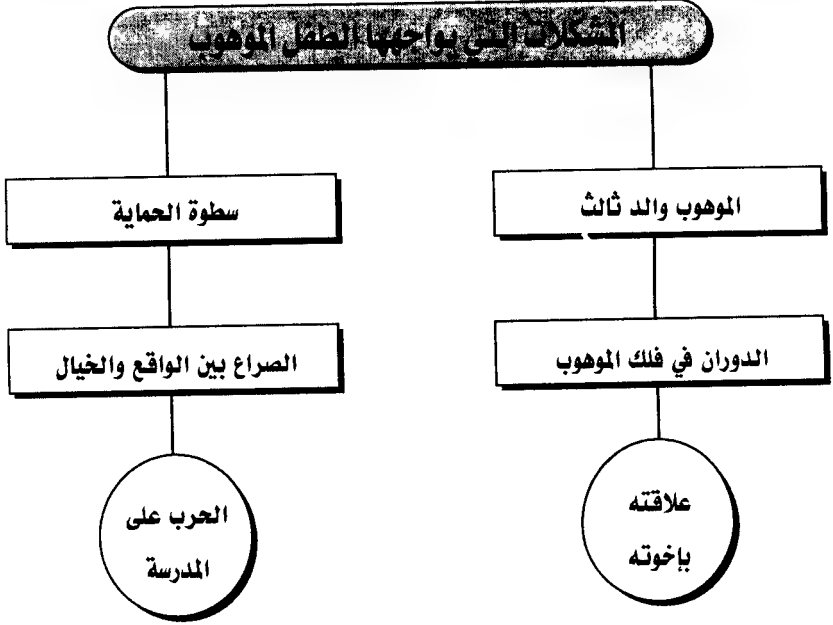 المشكلات التي يواجهها الطفل الموهوب
الموهوب والد ثالث
سطوة الحماية
الدوران في فلك الموهوب
الصراع بين الواقع والخيال
علاقته
بإخوته
الحرب على
المدرسة